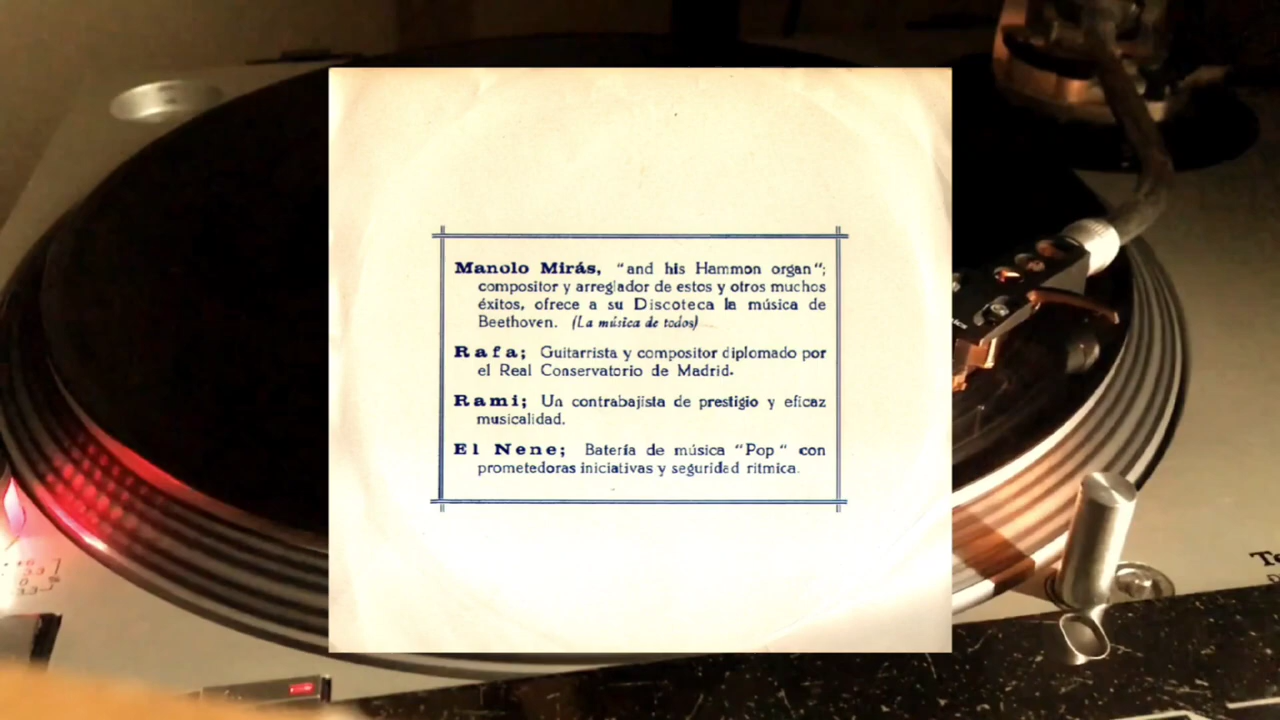 Manolo Mirás, "and his Hammon organ";
compositor y arreglador de estos y otros muchos
éxitos, ofrece a su Discoteca la música de
Beethoven. (La música de todos)
Rafa; Guitarrista y compositor diplomado por
el Real Conservatorio de Madrid.
Rami; Un contrabajista de prestigio y eficaz
musicalidad.
El Nene; Batería de música "Pop" con
prometedoras iniciativas y seguridad rítmica.